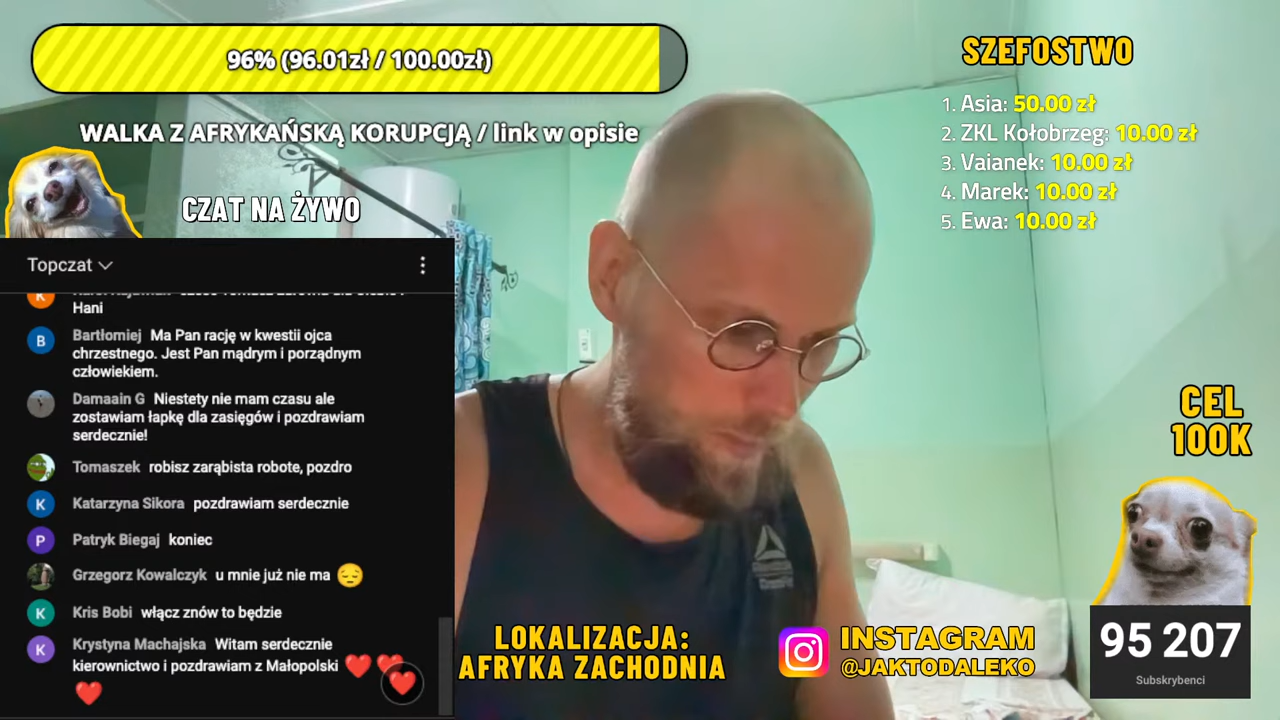 96% (96.01zł / 100.00zł)
WALKA Z AFRYKAŃSKĄ KORUPCJĄ / link w opisie
CZAT NA ŻYWO
Topczat
K
Hani
B
Bartłomiej Ma Pan rację w kwestii ojca
chrzestnego. Jest Pan mądrym i porządnym
człowiekiem.
Damaain G Niestety nie mam czasu ale
zostawiam łapkę dla zasięgów i pozdrawiam
serdecznie!
Tomaszek robisz zarąbista robote, pozdro
K
Katarzyna Sikora pozdrawiam serdecznie
P
Patryk Biegaj koniec
Grzegorz Kowalczyk u mnie już nie ma 😔
K
Kris Bobi włącz znów to będzie
K
Krystyna Machajska Witam serdecznie
kierownictwo i pozdrawiam z Małopolski ❤️ ❤️
❤️
SZEFOSTWO
1. Asia: 50.00 zł
2. ZKL Kołobrzeg: 10.00 zł
3. Vaianek: 10.00 zł
4. Marek: 10.00 zł
5. Ewa: 10.00 zł
CEL
100K
Reebok
CrossFit
LOKALIZACJA:
AFRYKA ZACHODNIA
INSTAGRAM
@JAKTODALEKO
95 207
Subskrybenci